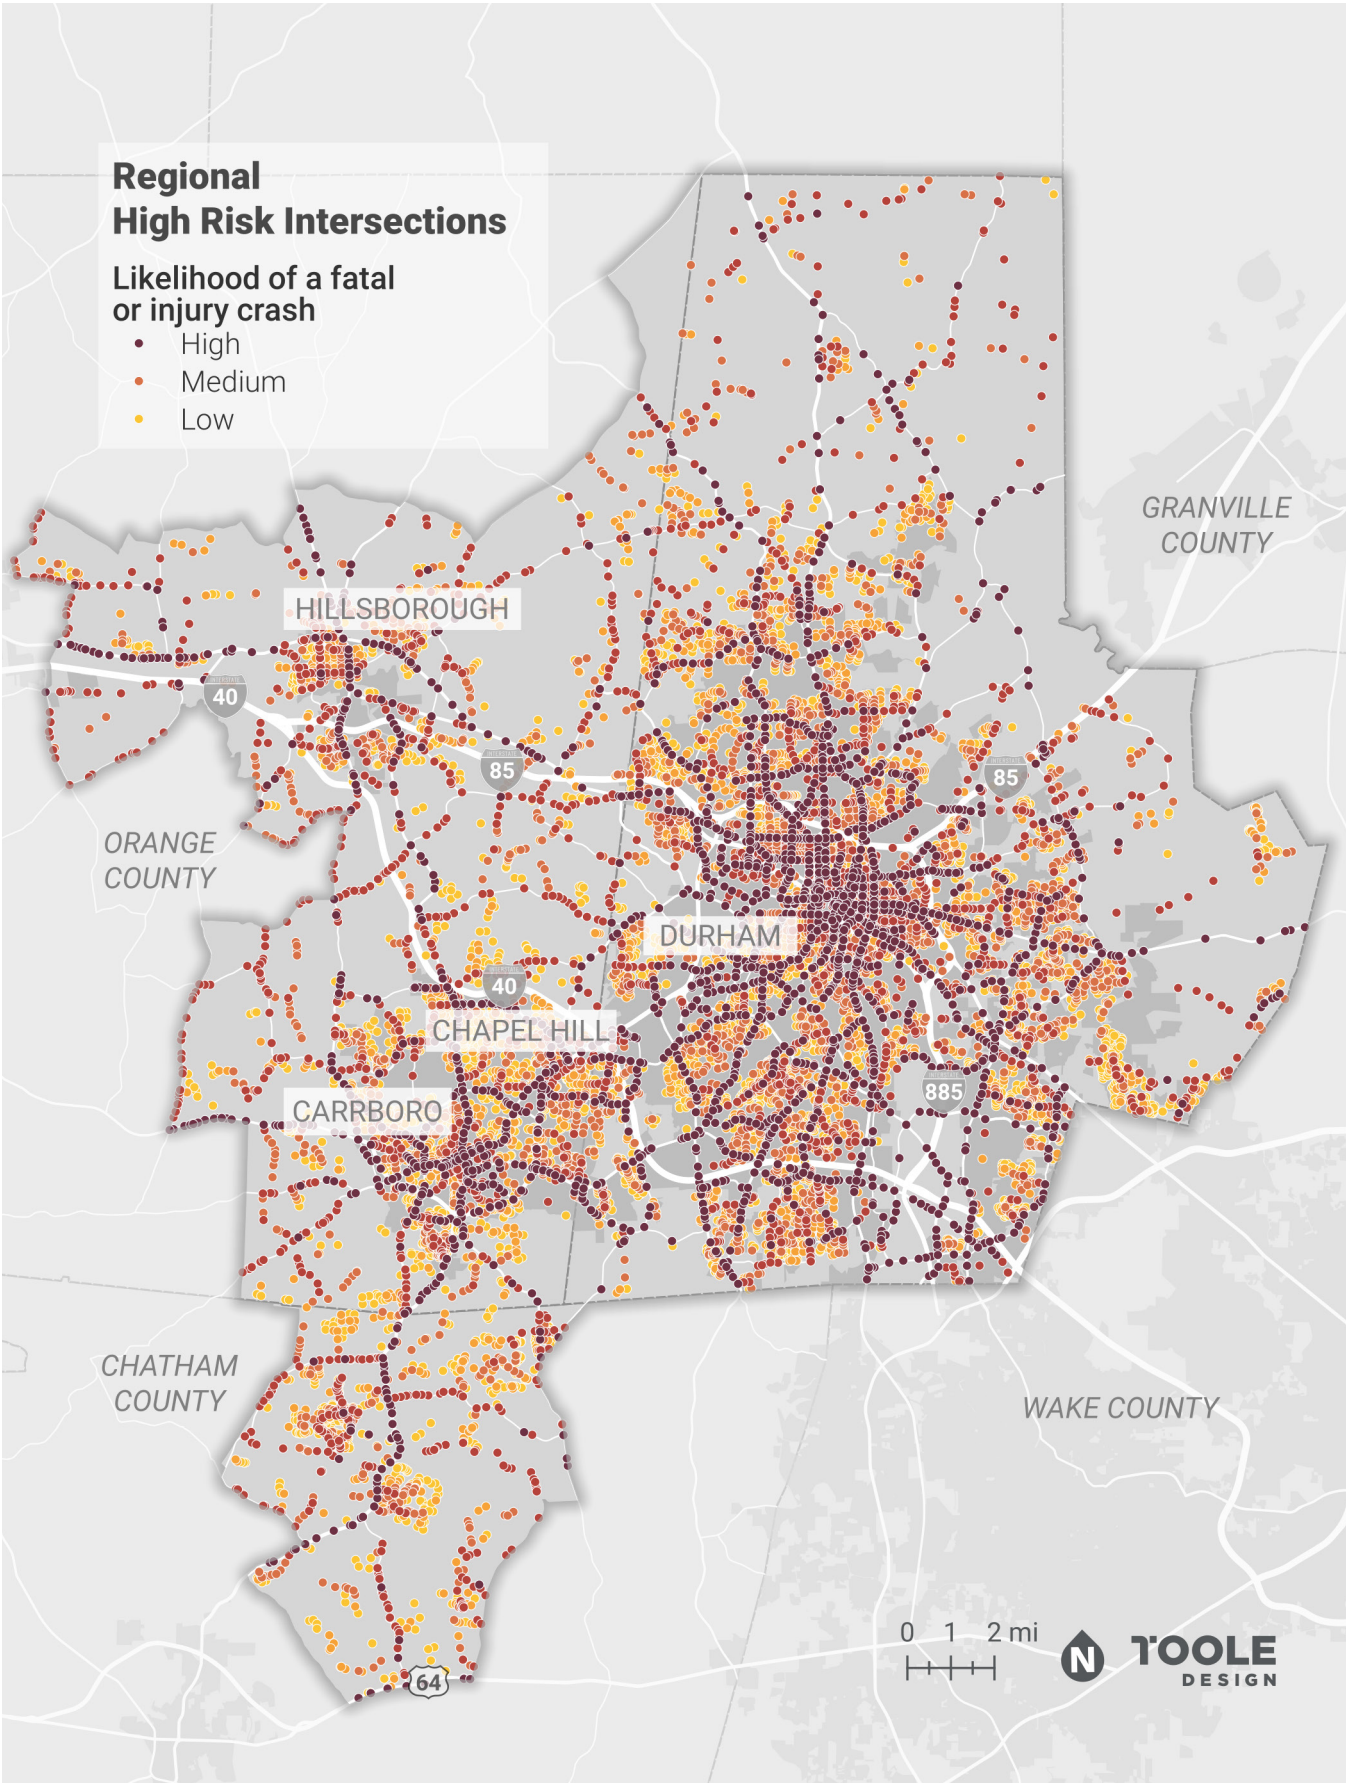 Regional
High Risk Intersections
Likelihood of a fatal
or injury crash
High
Medium
Low
GRANVILLE
COUNTY
HILLSBOROUGH
40
85
85
ORANGE
COUNTY
DURHAM
40
CHAPEL HILL
885
CARRBORO
CHATHAM
COUNTY
WAKE COUNTY
0 1 2 mi
N
TOOLE
DESIGN
64